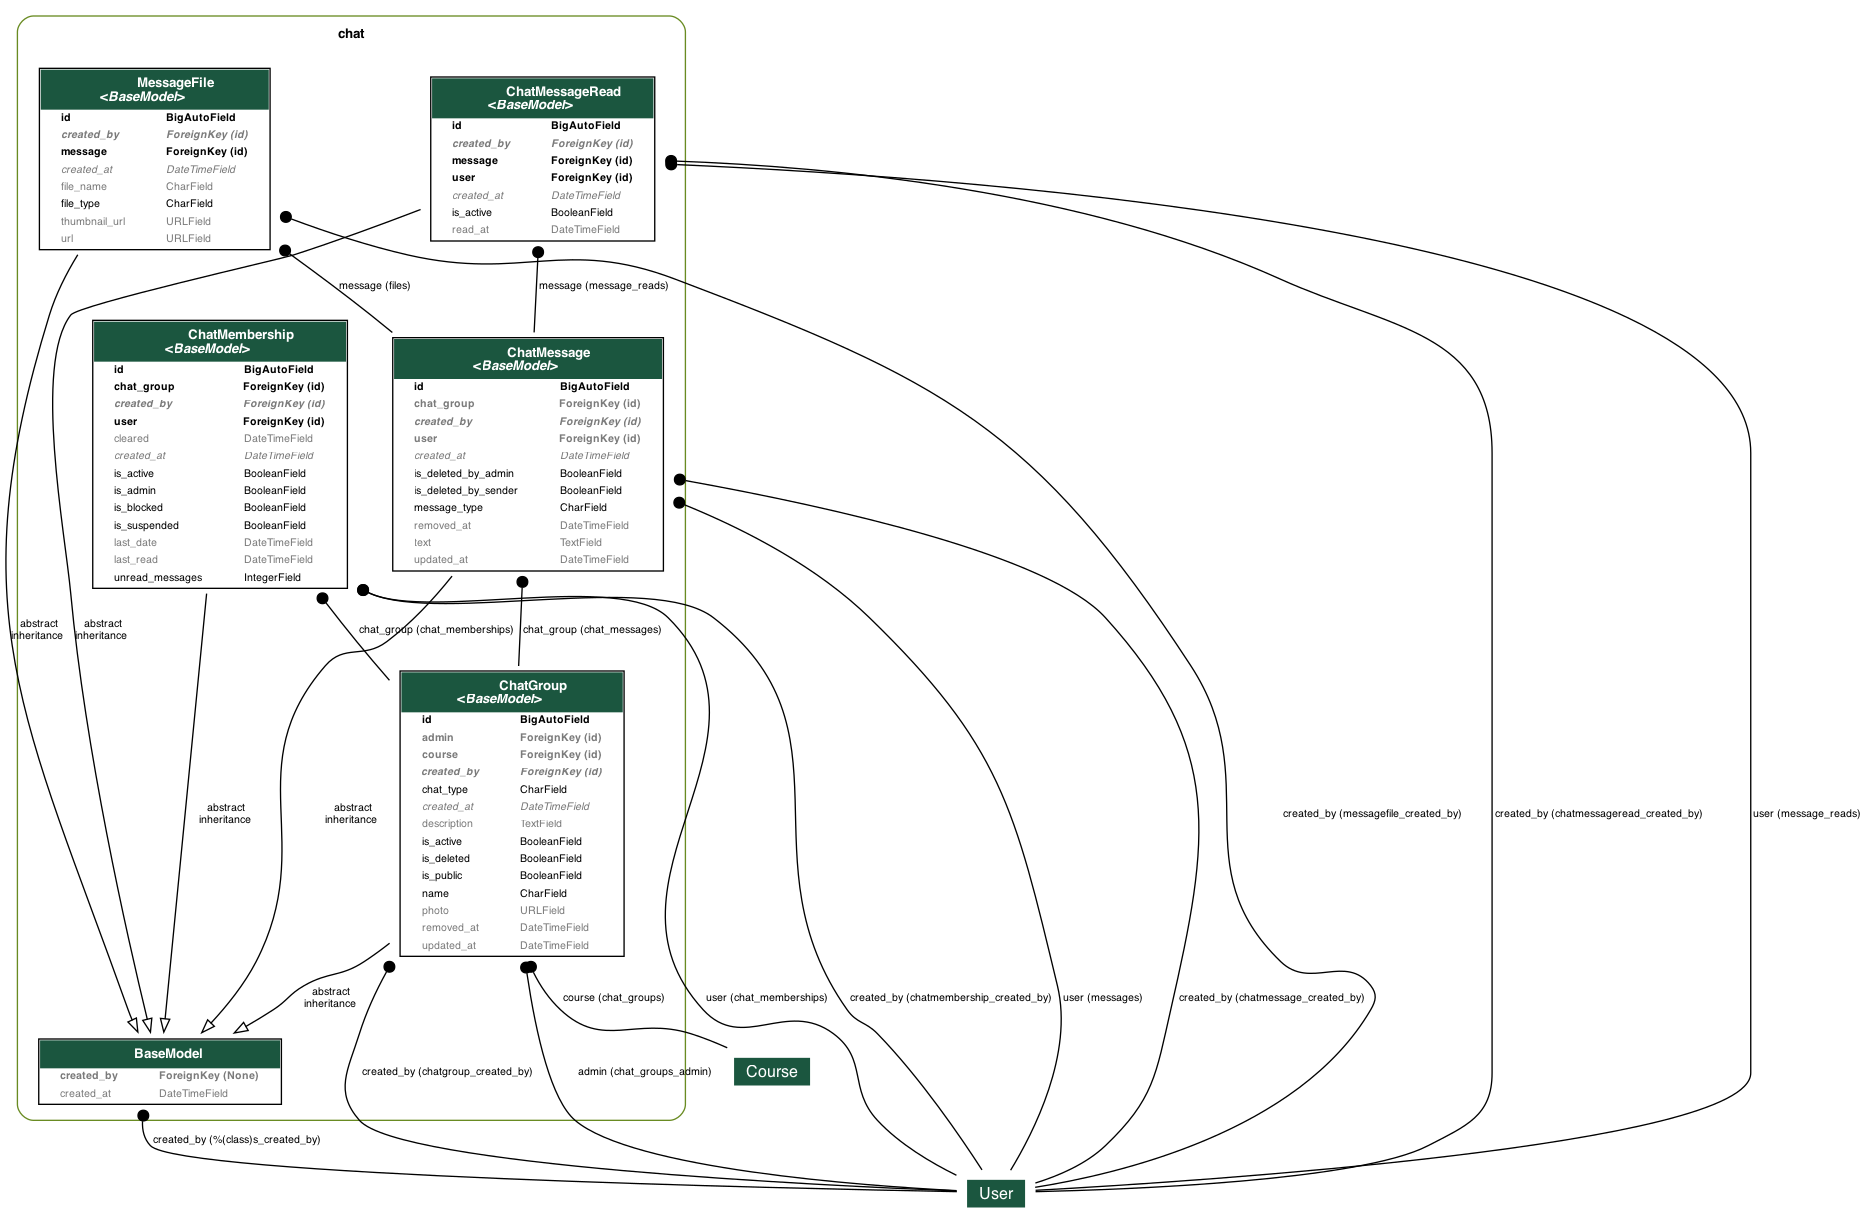 chat
MessageFile
<BaseModel>
id BigAutoField
created_by ForeignKey (id)
message ForeignKey (id)
created_at DateTimeField
file_name CharField
file_type CharField
thumbnail_url URLField
url URLField
ChatMessageRead
<BaseModel>
id BigAutoField
created_by ForeignKey (id)
message ForeignKey (id)
user ForeignKey (id)
created_at DateTimeField
is_active BooleanField
read_at DateTimeField
message (files)
message (message_reads)
ChatMembership
<BaseModel>
id BigAutoField
chat_group ForeignKey (id)
created_by ForeignKey (id)
user ForeignKey (id)
cleared DateTimeField
created_at DateTimeField
is_active BooleanField
is_admin BooleanField
is_blocked BooleanField
is_suspended BooleanField
last_date DateTimeField
last_read DateTimeField
unread_messages IntegerField
ChatMessage
<BaseModel>
id BigAutoField
chat_group ForeignKey (id)
created_by ForeignKey (id)
user ForeignKey (id)
created_at DateTimeField
is_deleted_by_admin BooleanField
is_deleted_by_sender BooleanField
message_type CharField
removed_at DateTimeField
text TextField
updated_at DateTimeField
abstract
inheritance
abstract
inheritance
chat_group (chat_memberships)
chat_group (chat_messages)
ChatGroup
<BaseModel>
id BigAutoField
admin ForeignKey (id)
course ForeignKey (id)
created_by ForeignKey (id)
chat_type CharField
created_at DateTimeField
description TextField
is_active BooleanField
is_deleted BooleanField
is_public BooleanField
name CharField
photo URLField
removed_at DateTimeField
updated_at DateTimeField
abstract
inheritance
abstract
inheritance
created_by (messagefile_created_by)
created_by (chatmessageread_created_by)
user (message_reads)
abstract
inheritance
course (chat_groups)
user (chat_memberships)
created_by (chatmembership_created_by)
user (messages)
created_by (chatmessage_created_by)
BaseModel
created_by ForeignKey (None)
created_at DateTimeField
created_by (chatgroup_created_by)
admin (chat_groups_admin)
Course
created_by (%(class)s_created_by)
User